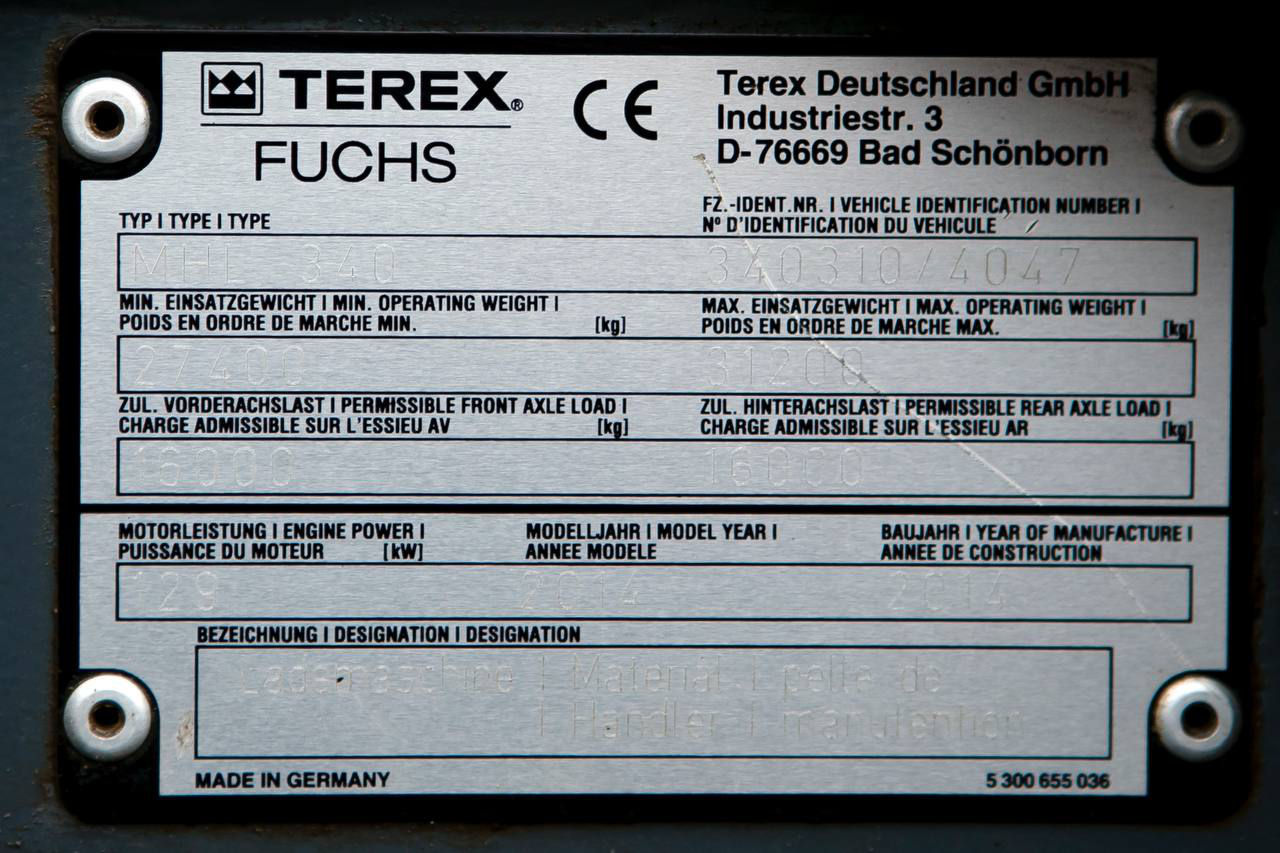 TEREX®
FUCHS
CE
Terex Deutschland GmbH
Industriestr. 3
D-76669 Bad Schönborn
TYP I TYPE I TYPE
FZ.-IDENT.NR. I VEHICLE IDENTIFICATION NUMBER I
Nº D'IDENTIFICATION DU VEHICULE
MHL 340
340310/4047
MIN. EINSATZGEWICHT I MIN. OPERATING WEIGHT I
POIDS EN ORDRE DE MARCHE MIN. [kg]
MAX. EINSATZGEWICHT I MAX. OPERATING WEIGHT I
POIDS EN ORDRE DE MARCHE MAX. [kg]
27400
31200
ZUL. VORDERACHSLAST I PERMISSIBLE FRONT AXLE LOAD I
CHARGE ADMISSIBLE SUR L'ESSIEU AV [kg]
ZUL. HINTERACHSLAST I PERMISSIBLE REAR AXLE LOAD I
CHARGE ADMISSIBLE SUR L'ESSIEU AR [kg]
16000
16000
MOTORLEISTUNG I ENGINE POWER I
PUISSANCE DU MOTEUR [kW]
MODELLJAHR I MODEL YEAR I
ANNEE MODELE
BAUJAHR I YEAR OF MANUFACTURE I
ANNEE DE CONSTRUCTION
129
2014
2014
BEZEICHNUNG I DESIGNATION I DESIGNATION
Lademaschine | Material | pelle de
| Handler | manutention
MADE IN GERMANY
5 300 655 036